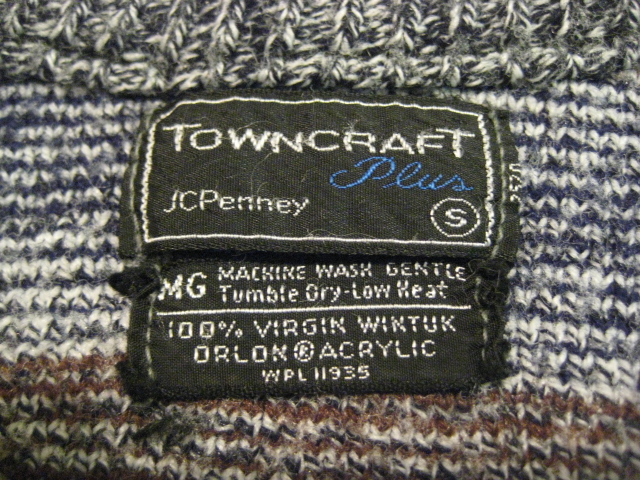 TOWNCRAFT
Plus
JCPenney
S
MG MACHINE WASH GENTLE
Tumble Dry-Low Heat
100% VIRGIN WINTUK
ORLON ® ACRYLIC
WPL 11935